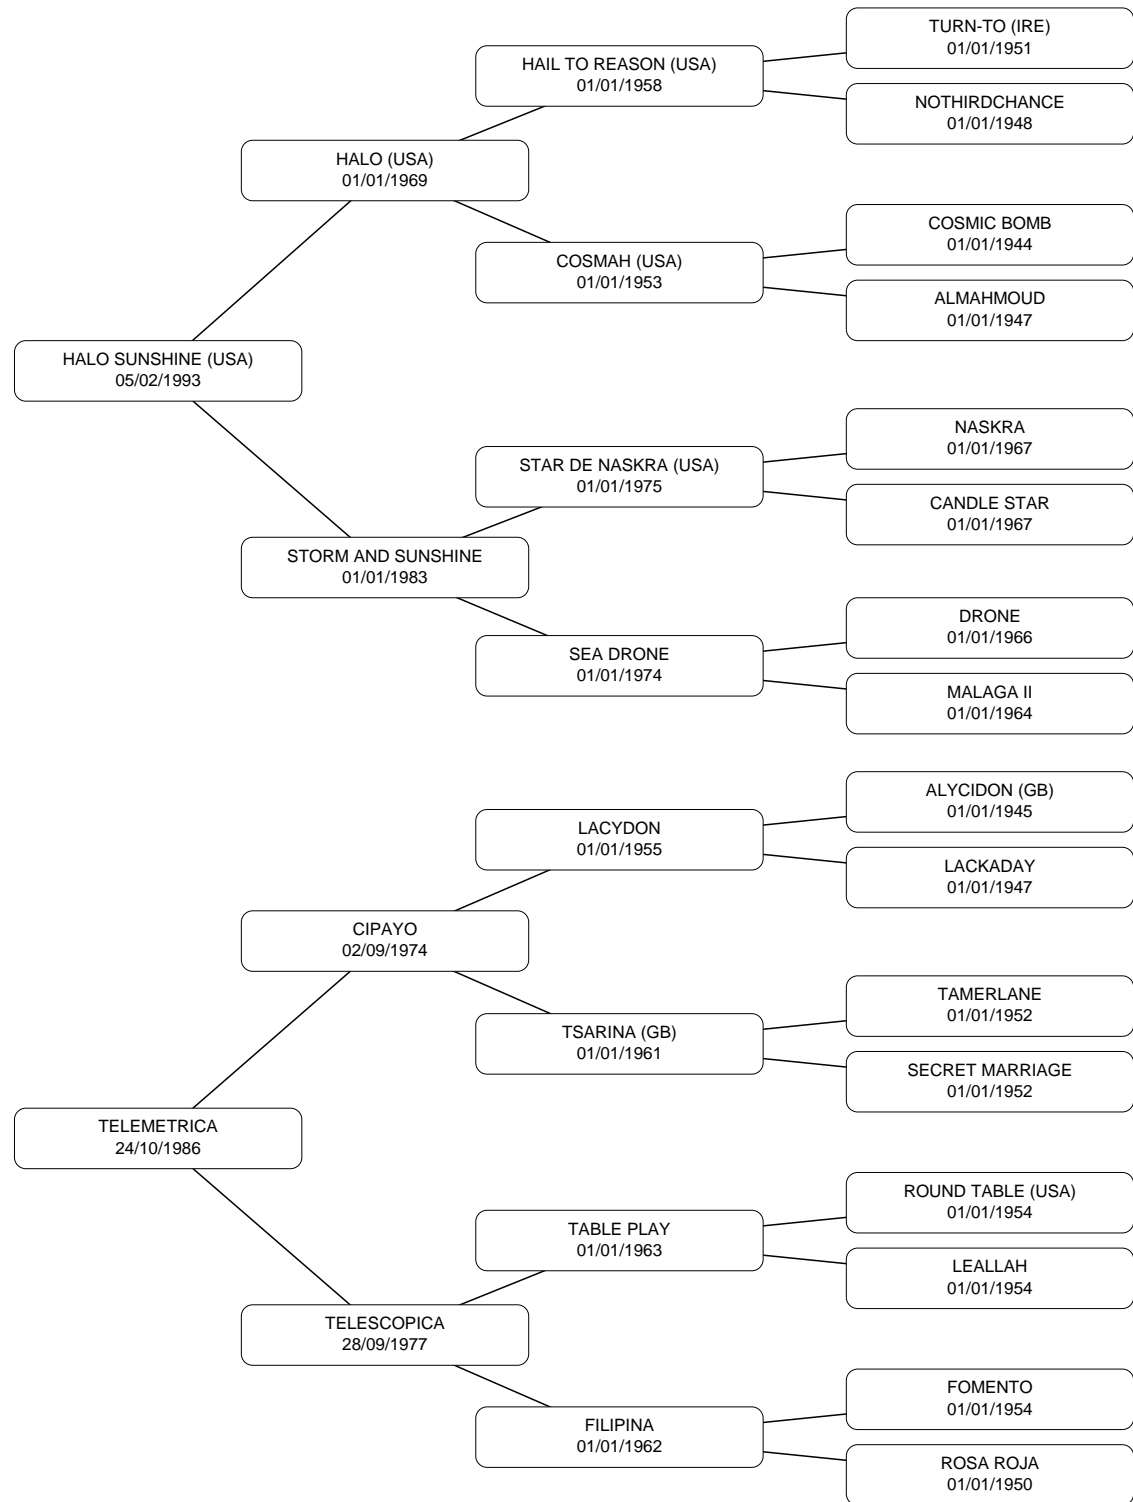 TURN-TO (IRE)
01/01/1951
HAIL TO REASON (USA)
01/01/1958
NOTHIRDCHANCE
01/01/1948
HALO (USA)
01/01/1969
COSMIC BOMB
01/01/1944
COSMAH (USA)
01/01/1953
ALMAHMOUD
01/01/1947
HALO SUNSHINE (USA)
05/02/1993
NASKRA
01/01/1967
STAR DE NASKRA (USA)
01/01/1975
CANDLE STAR
01/01/1967
STORM AND SUNSHINE
01/01/1983
DRONE
01/01/1966
SEA DRONE
01/01/1974
MALAGA II
01/01/1964
ALYCIDON (GB)
01/01/1945
LACYDON
01/01/1955
LACKADAY
01/01/1947
CIPAYO
02/09/1974
TAMERLANE
01/01/1952
TSARINA (GB)
01/01/1961
SECRET MARRIAGE
01/01/1952
TELEMETRICA
24/10/1986
ROUND TABLE (USA)
01/01/1954
TABLE PLAY
01/01/1963
LEALLAH
01/01/1954
TELESCOPICA
28/09/1977
FOMENTO
01/01/1954
FILIPINA
01/01/1962
ROSA ROJA
01/01/1950